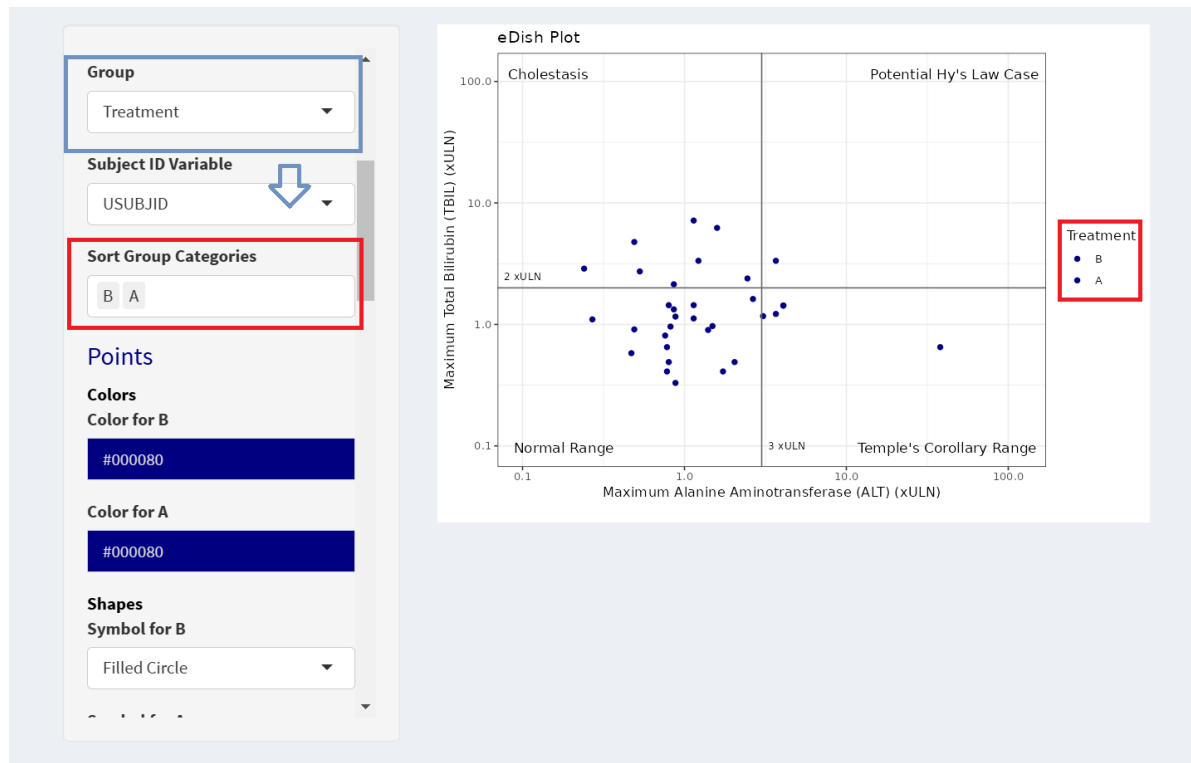 Group
Treatment
Subject ID Variable
USUBJID
Sort Group Categories
B A
Points
Colors
Color for B
#000080
Color for A
#000080
Shapes
Symbol for B
Filled Circle
eDish Plot
Cholestasis
Potential Hy's Law Case
100.0
10.0
1.0
0.1
Maximum Total Bilirubin (TBIL) (xULN)
2 xULN
Normal Range
3 xULN
Temple's Corollary Range
0.1
1.0
10.0
100.0
Maximum Alanine Aminotransferase (ALT) (xULN)
Treatment
B
A